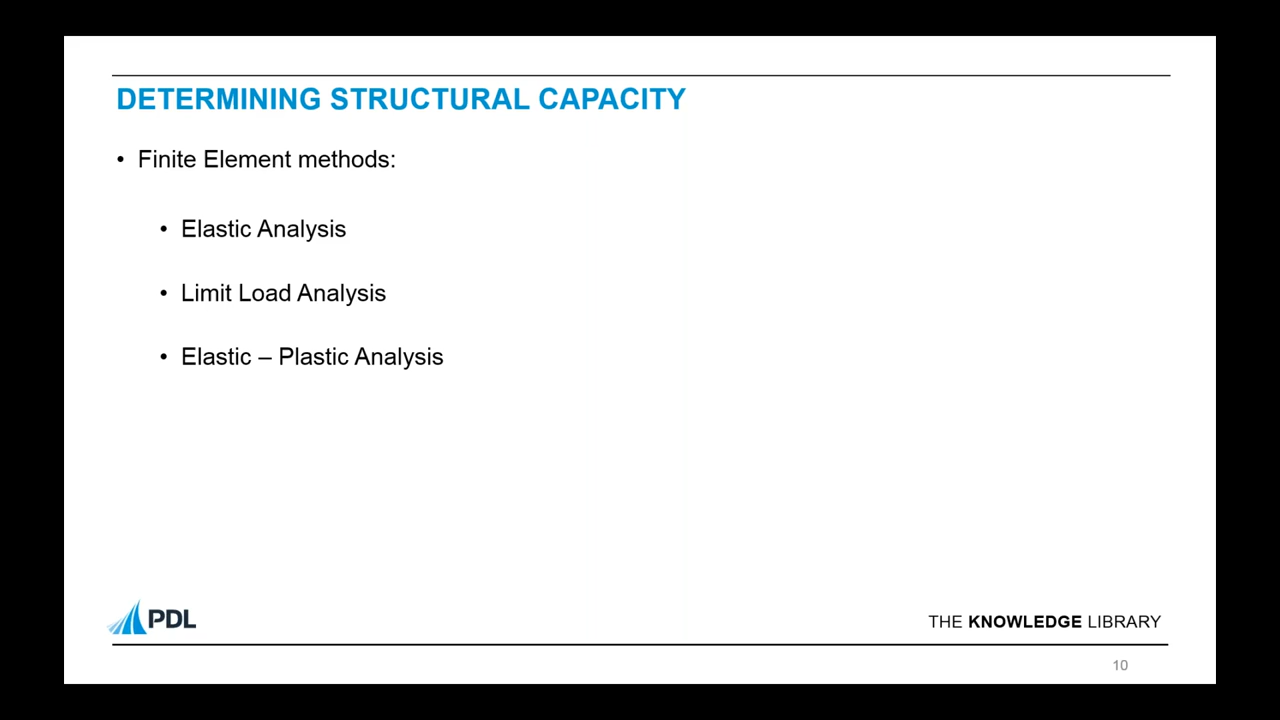 DETERMINING STRUCTURAL CAPACITY
• Finite Element methods:
• Elastic Analysis
• Limit Load Analysis
• Elastic – Plastic Analysis
PDL
THE KNOWLEDGE LIBRARY
10